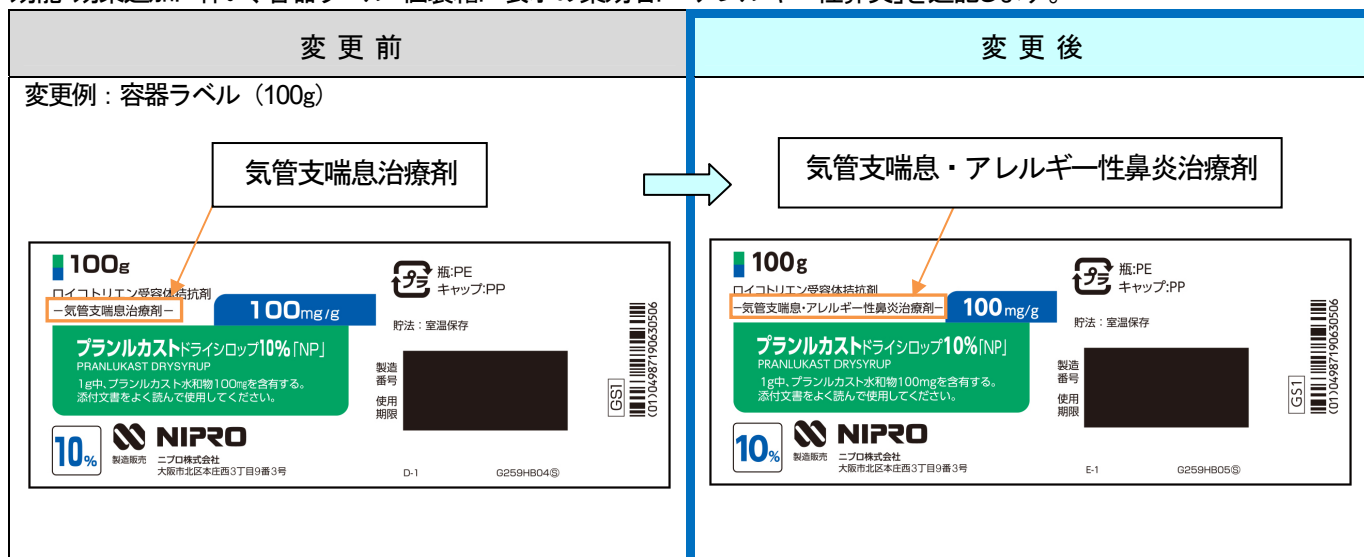 変更前
変更後
変更例：容器ラベル（100g）
気管支喘息治療剤
気管支喘息・アレルギー性鼻炎治療剤
100g
ロイコトリエン受容体拮抗剤
－気管支喘息治療剤－
100mg/g
プランルカストドライシロップ10%「NP」
PRANLUKAST DRYSYRUP
1g中、プランルカスト水和物100mgを含有する。
添付文書をよく読んで使用してください。
10%
NIPRO
製造販売 ニプロ株式会社
大阪市北区本庄西3丁目9番3号
プラ
瓶:PE
キャップ:PP
貯法：室温保存
製造
番号
使用
期限
D-1 G259HB04Ⓢ
GS1
(01)04987190630506
100g
ロイコトリエン受容体拮抗剤
－気管支喘息・アレルギー性鼻炎治療剤－
100mg/g
プランルカストドライシロップ10%「NP」
PRANLUKAST DRYSYRUP
1g中、プランルカスト水和物100mgを含有する。
添付文書をよく読んで使用してください。
10%
NIPRO
製造販売 ニプロ株式会社
大阪市北区本庄西3丁目9番3号
プラ
瓶:PE
キャップ:PP
貯法：室温保存
製造
番号
使用
期限
E-1 G259HB05Ⓢ
GS1
(01)04987190630506